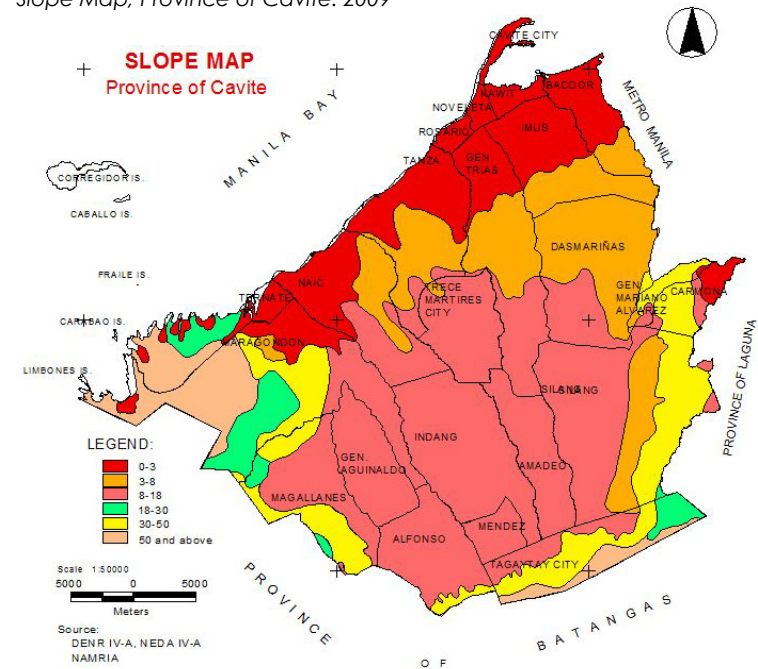 Slope Map, Province of Cavite: 2009
SLOPE MAP
Province of Cavite
CAVITE CITY
KAWIT
BACOOR
NOVELETA
IMUS
ROSARIO
METRO MANILA
MANILA BAY
TANZA
GEN. TRIAS
CORREGIDOR IS.
CABALLO IS.
DASMARIÑAS
FRAILE IS.
NAIC
TRECE MARTIRES CITY
GEN. MARIANO ALVAREZ
CARMONA
TERNATE
CARABAO IS.
MARAGONDON
PROVINCE OF LAGUNA
LIMBONES IS.
SILANG
INDANG
GEN. AGUINALDO
AMADEO
MAGALLANES
MENDEZ
ALFONSO
TAGAYTAY CITY
LEGEND:
0-3
3-8
8-18
18-30
30-50
50 and above
Scale 1:50000
5000 0 5000
Meters
Source:
DENR IV-A, NEDA IV-A
NAMRIA
PROVINCE OF BATANGAS